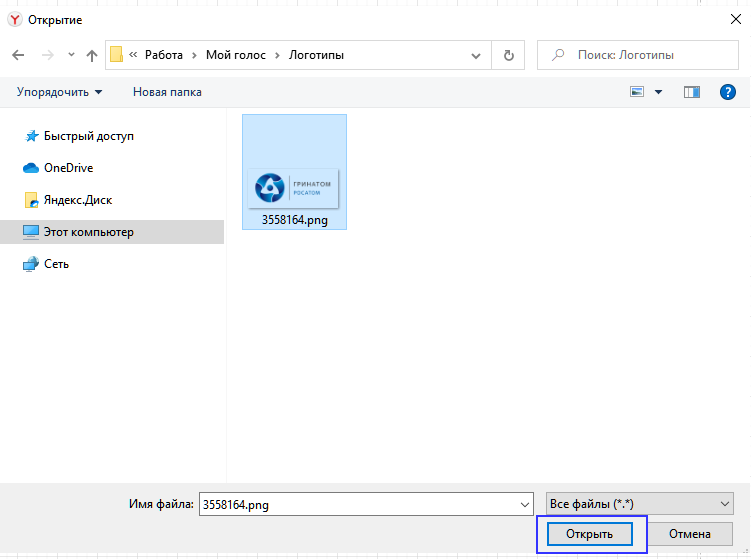 Открытие
« Работа › Мой голос › Логотипы
Поиск: Логотипы
Упорядочить
Новая папка
Быстрый доступ
OneDrive
Яндекс.Диск
Этот компьютер
Сеть
ГРИНАТОМ
РОСАТОМ
3558164.png
Имя файла: 3558164.png
Все файлы (*.*)
Открыть
Отмена